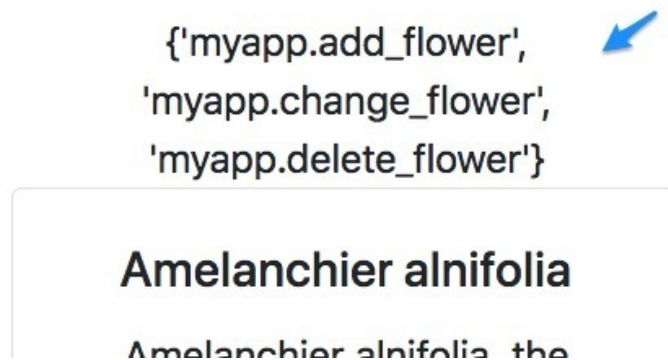 {'myapp.add_flower',
'myapp.change_flower',
'myapp.delete_flower'}
Amelanchier alnifolia
Amelanchier alnifolia, the